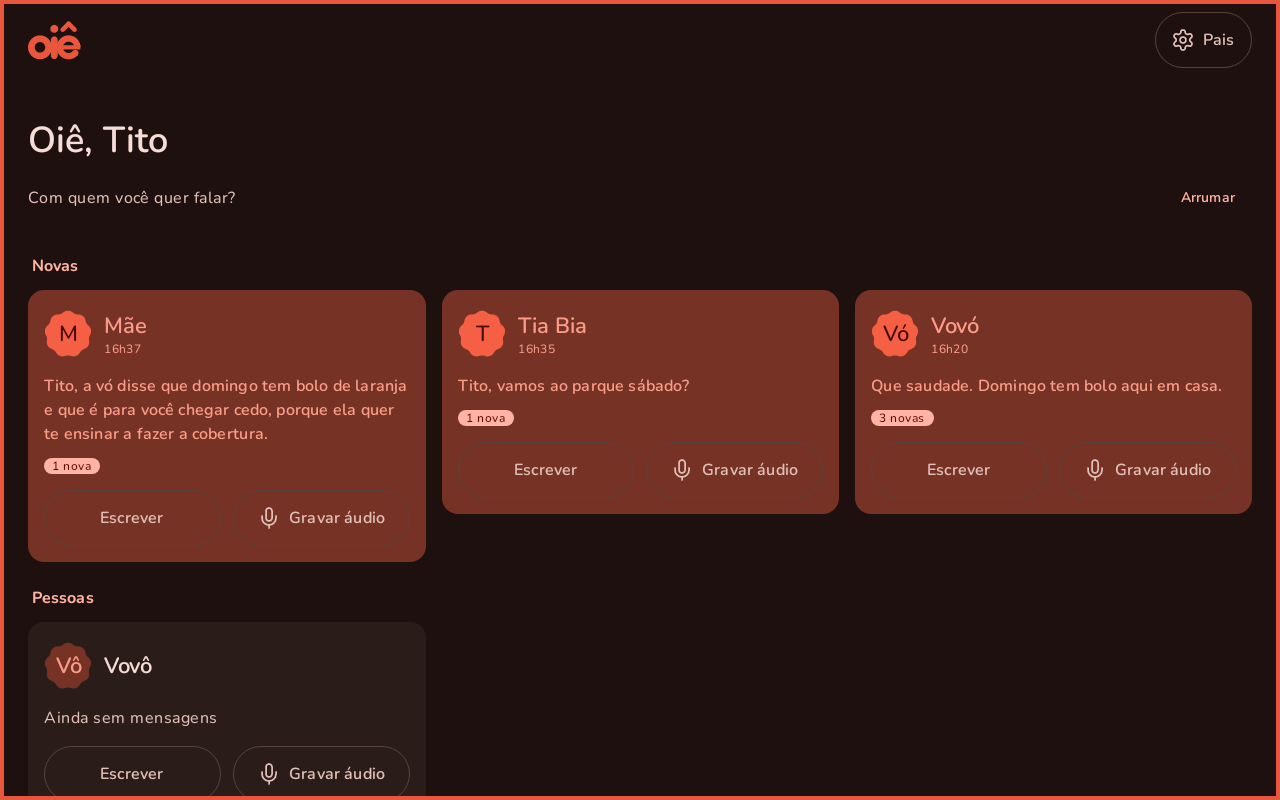 oiê
Pais
Oiê, Tito
Com quem você quer falar?
Arrumar
Novas
M
Mãe
16h37
Tito, a vó disse que domingo tem bolo de laranja
e que é para você chegar cedo, porque ela quer
te ensinar a fazer a cobertura.
1 nova
Escrever
Gravar áudio
T
Tia Bia
16h35
Tito, vamos ao parque sábado?
1 nova
Escrever
Gravar áudio
Vó
Vovó
16h20
Que saudade. Domingo tem bolo aqui em casa.
3 novas
Escrever
Gravar áudio
Pessoas
Vô
Vovô
Ainda sem mensagens
Escrever
Gravar áudio